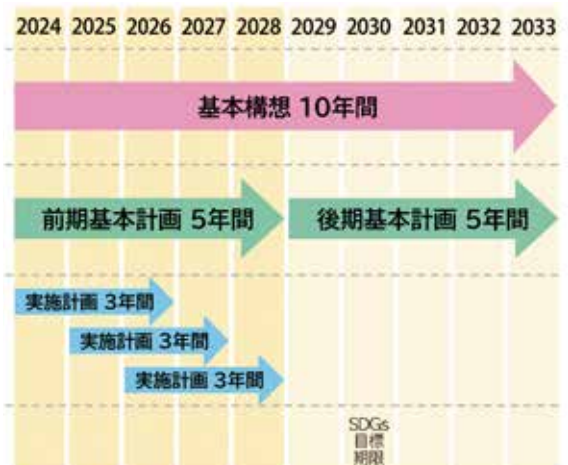 2024 2025 2026 2027 2028 2029 2030 2031 2032 2033
基本構想 10年間
前期基本計画 5年間 後期基本計画 5年間
実施計画 3年間
実施計画 3年間
実施計画 3年間
SDGs
目標
期限